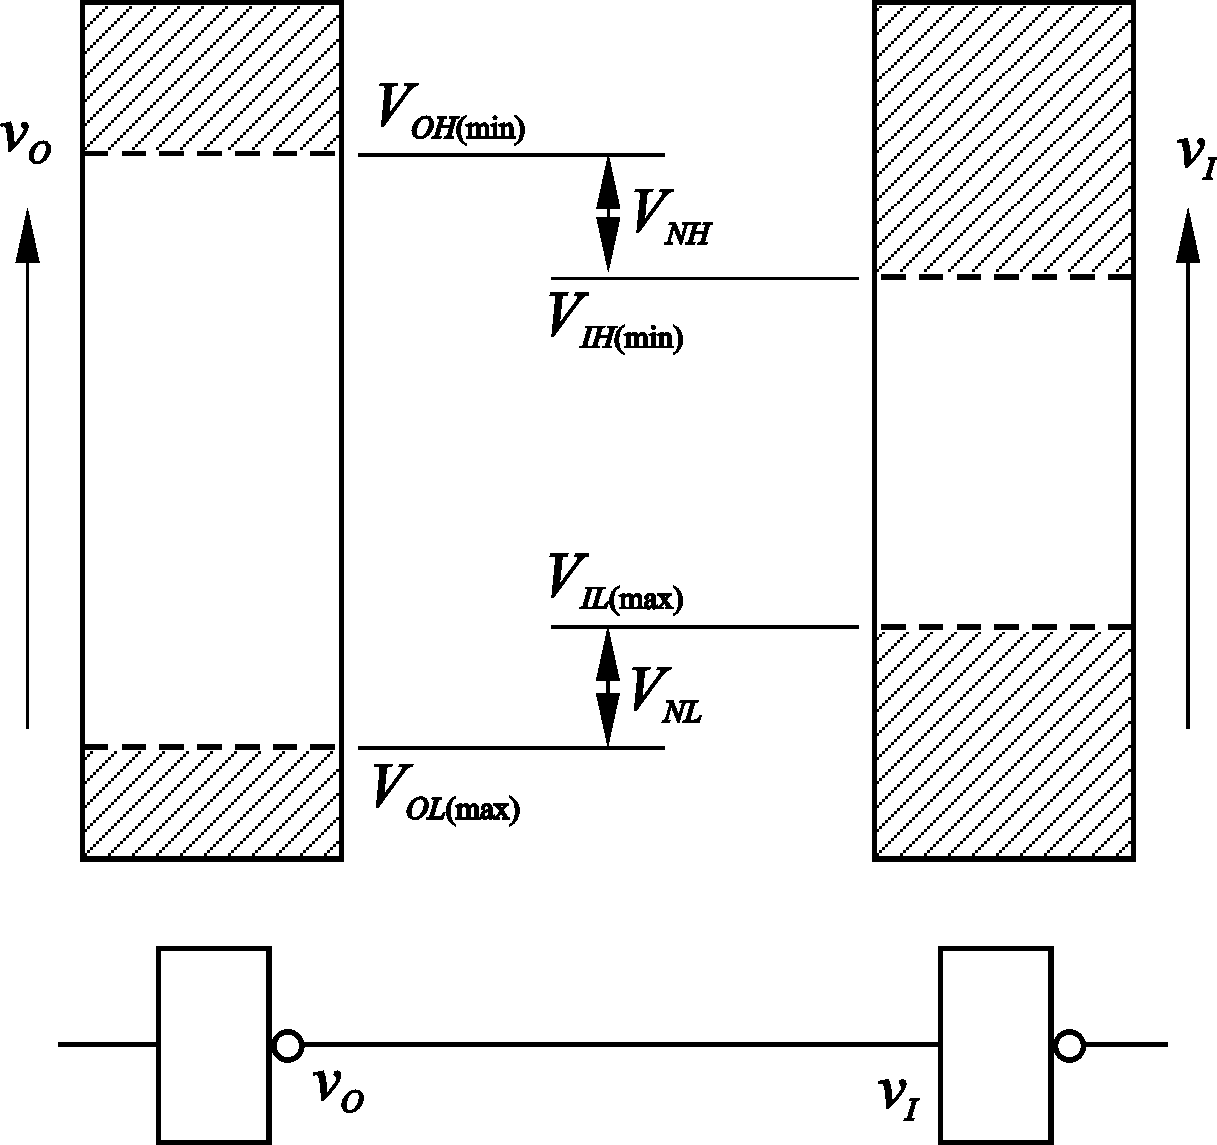 V_OH(min)
v_O
v_I
V_NH
V_IH(min)
V_IL(max)
V_NL
V_OL(max)
v_O
v_I